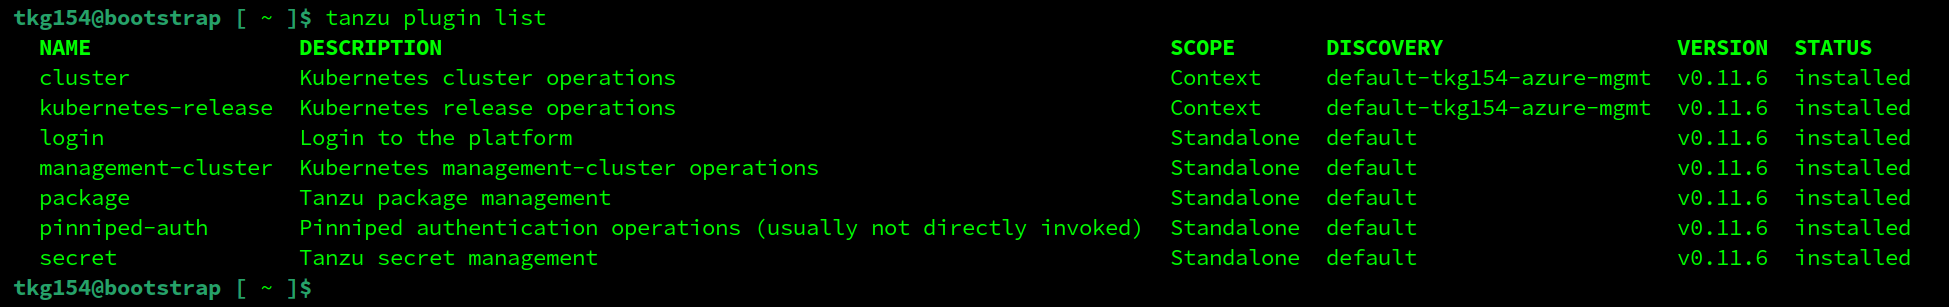 tkg154@bootstrap [ ~ ]$ tanzu plugin list
  NAME                DESCRIPTION                                                        SCOPE       DISCOVERY                  VERSION  STATUS
  cluster             Kubernetes cluster operations                                      Context     default-tkg154-azure-mgmt  v0.11.6  installed
  kubernetes-release  Kubernetes release operations                                      Context     default-tkg154-azure-mgmt  v0.11.6  installed
  login               Login to the platform                                              Standalone  default                    v0.11.6  installed
  management-cluster  Kubernetes management-cluster operations                           Standalone  default                    v0.11.6  installed
  package             Tanzu package management                                           Standalone  default                    v0.11.6  installed
  pinniped-auth       Pinniped authentication operations (usually not directly invoked)  Standalone  default                    v0.11.6  installed
  secret              Tanzu secret management                                            Standalone  default                    v0.11.6  installed
tkg154@bootstrap [ ~ ]$